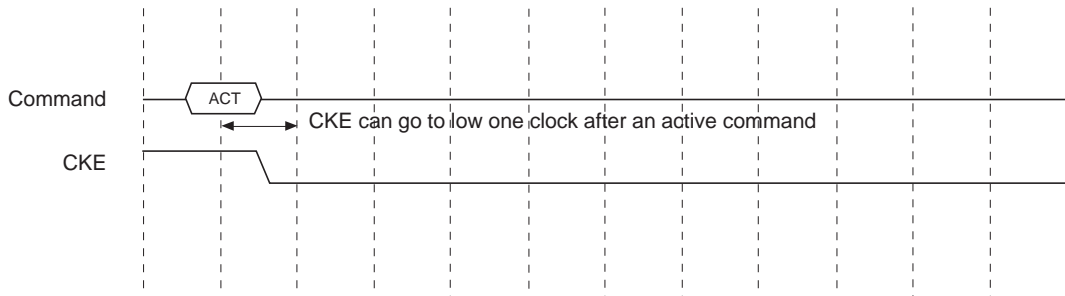 Command
ACT
CKE can go to low one clock after an active command
CKE